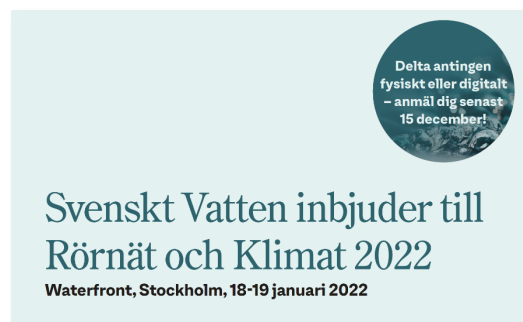 Delta antingen
fysiskt eller digitalt
– anmäl dig senast
15 december!
Svenskt Vatten inbjuder till
Rörnät och Klimat 2022
Waterfront, Stockholm, 18-19 januari 2022